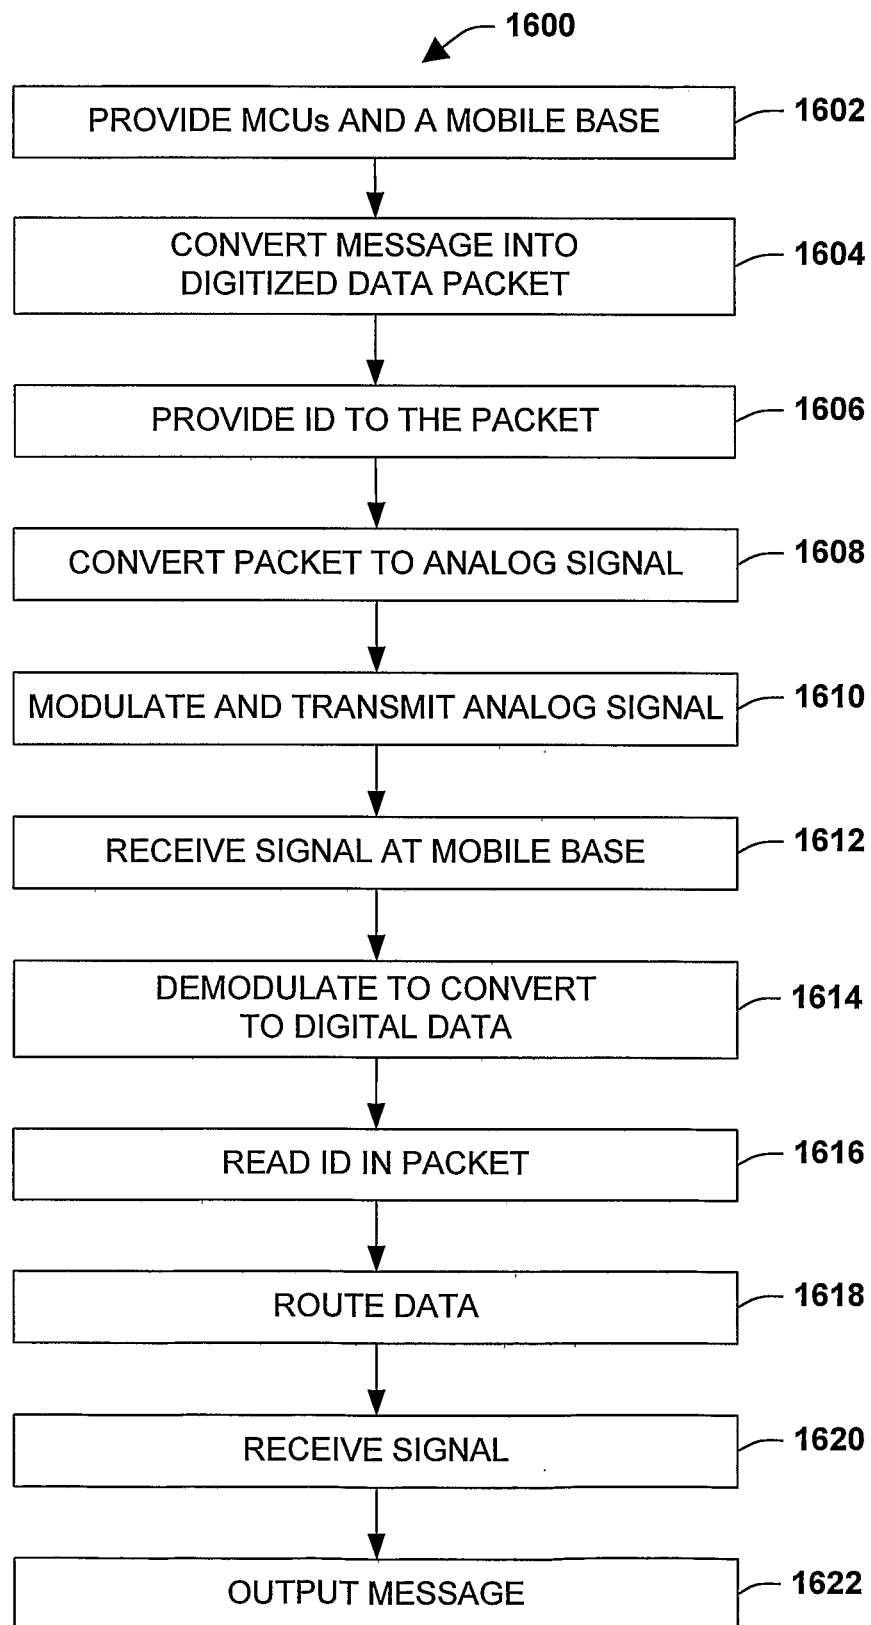 1600
PROVIDE MCUs AND A MOBILE BASE
1602
CONVERT MESSAGE INTO
DIGITIZED DATA PACKET
1604
PROVIDE ID TO THE PACKET
1606
CONVERT PACKET TO ANALOG SIGNAL
1608
MODULATE AND TRANSMIT ANALOG SIGNAL
1610
RECEIVE SIGNAL AT MOBILE BASE
1612
DEMODULATE TO CONVERT
TO DIGITAL DATA
1614
READ ID IN PACKET
1616
ROUTE DATA
1618
RECEIVE SIGNAL
1620
OUTPUT MESSAGE
1622